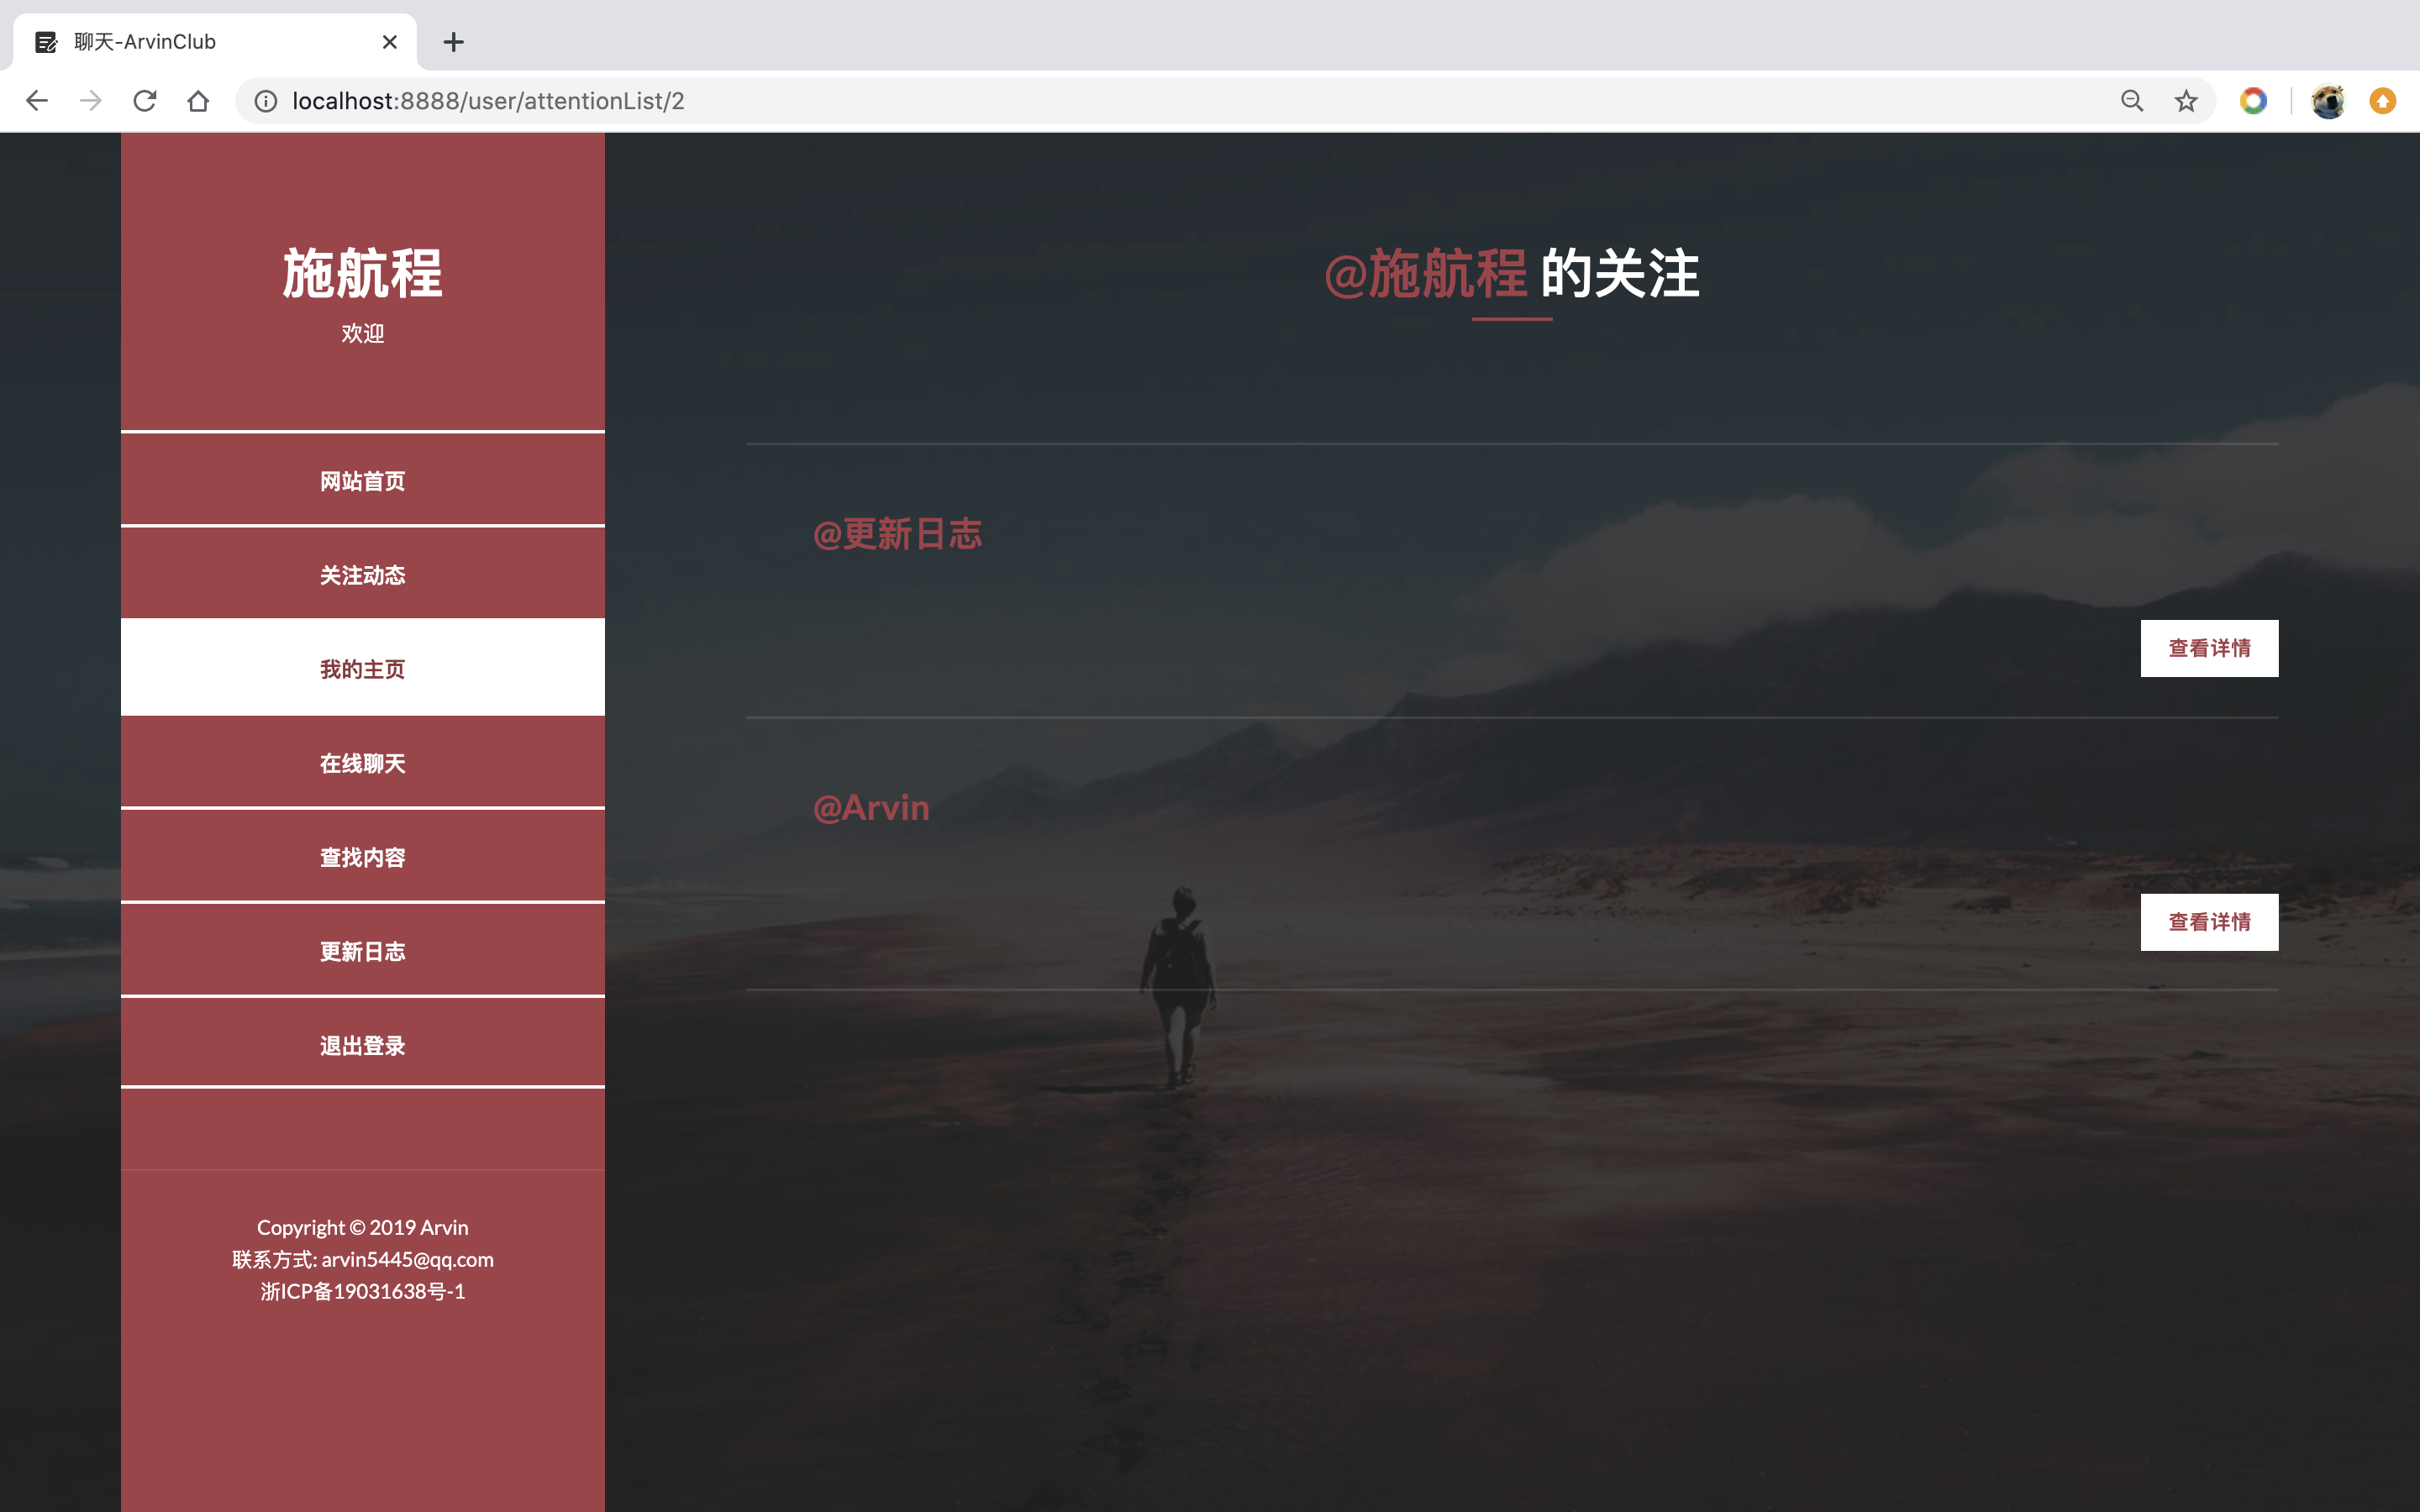 聊天-ArvinClub
localhost:8888/user/attentionList/2
施航程
欢迎
网站首页
关注动态
我的主页
在线聊天
查找内容
更新日志
退出登录
Copyright © 2019 Arvin
联系方式: arvin5445@qq.com
浙ICP备19031638号-1
@施航程 的关注
@更新日志
查看详情
@Arvin
查看详情